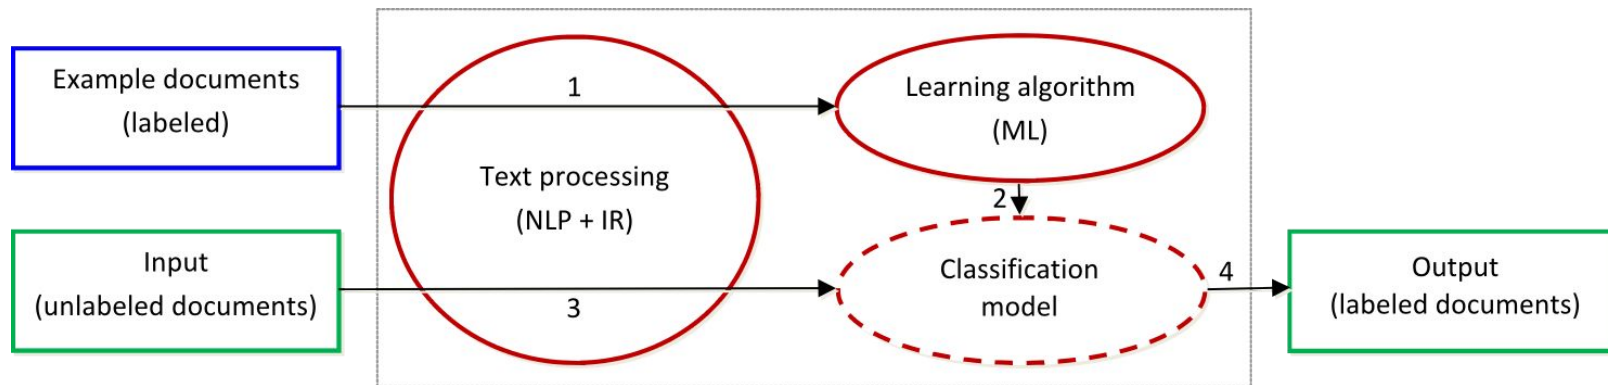 Example documents
(labeled)
1
Learning algorithm
(ML)
Text processing
(NLP + IR)
2
Input
(unlabeled documents)
3
Classification
model
4
Output
(labeled documents)